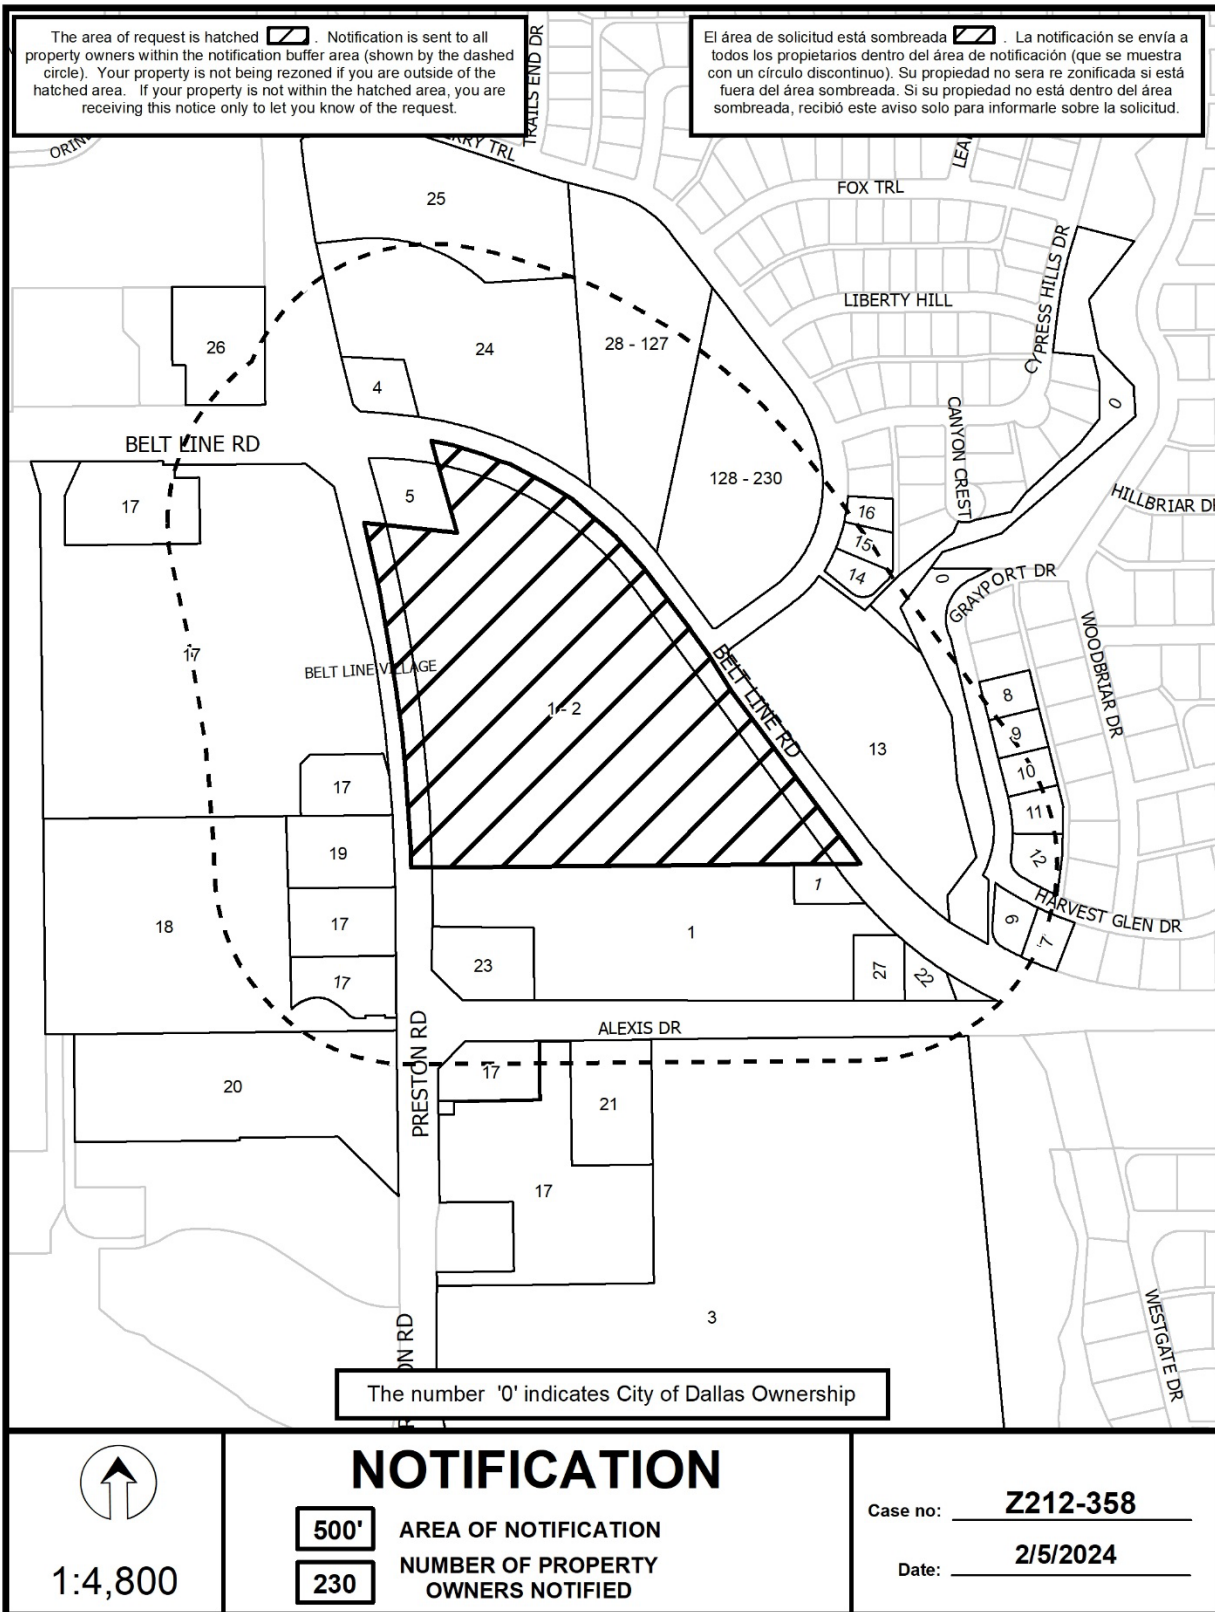 The area of request is hatched . Notification is sent to all
property owners within the notification buffer area (shown by the dashed
circle). Your property is not being rezoned if you are outside of the
hatched area. If your property is not within the hatched area, you are
receiving this notice only to let you know of the request.
El área de solicitud está sombreada . La notificación se envía a
todos los propietarios dentro del área de notificación (que se muestra
con un círculo discontinuo). Su propiedad no sera re zonificada si está
fuera del área sombreada. Si su propiedad no está dentro del área
sombreada, recibió este aviso solo para informarle sobre la solicitud.
TRAILS END DR
TRL
FOX TRL
25
CYPRESS HILLS DR
LIBERTY HILL
26
24
28 - 127
4
0
BELT LINE RD
CANYON CREST
128 - 230
5
17
16
HILLBRIAR
15
14
0
GRAYPORT DR
WOODBRIAR DR
17
BELT LINE VILLAGE
BELT LINE RD
8
1 - 2
9
13
10
17
11
19
12
1
HARVEST GLEN DR
18
17
1
6
7
23
27
22
17
ALEXIS DR
PRESTON RD
17
20
21
17
WESTGATE DR
3
RD
The number '0' indicates City of Dallas Ownership
1:4,800
NOTIFICATION
500' AREA OF NOTIFICATION
230 NUMBER OF PROPERTY
OWNERS NOTIFIED
Case no: Z212-358
Date: 2/5/2024